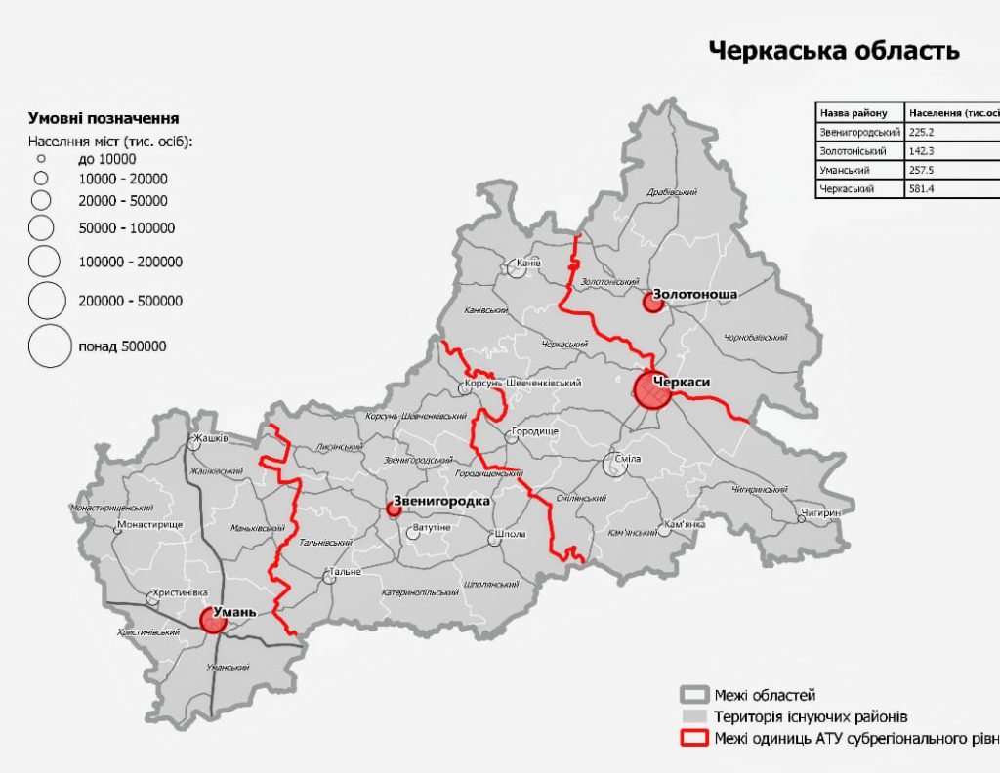 Черкаська область
Умовні позначення
Населння міст (тис. осіб):
до 10000
10000 - 20000
20000 - 50000
50000 - 100000
100000 - 200000
200000 - 500000
понад 500000
Назва району Населення (тис.осі
Звенигородський 225.2
Золотоніський 142.3
Уманський 257.5
Черкаський 581.4
Драбівський
Канів
Золотоніський
Золотоноша
Канівський
Чорнобаївський
Черкаський
Черкаси
Корсунь-Шевченківський
Корсунь-Шевченківський
Городище
Жашків
Лисянський
Звенигородський
Сміла
Жашківський
Городищенський
Чигиринський
Звенигородка
Смілянський
Монастирищенський
Чигирин
Монастирище
Маньківський
Ватутіне
Кам'янка
Кам'янський
Шпола
Тальнівський
Тальне
Христинівка
Катеринопільський
Шполянський
Умань
Христинівський
Уманський
Межі областей
Територія існуючих районів
Межі одиниць АТУ субрегіонального рівн